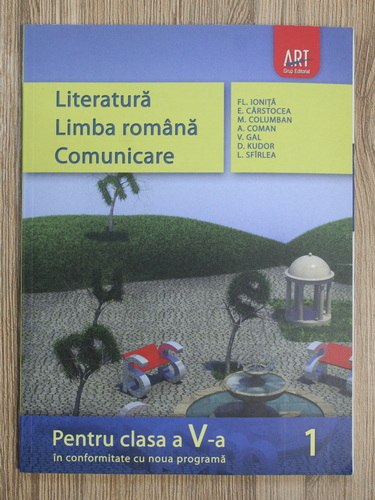 ART
Grup Editorial
Literatură
Limba română
Comunicare
FL. IONIȚĂ
E. CÂRSTOCEA
M. COLUMBAN
A. COMAN
V. GAL
D. KUDOR
L. SFÎRLEA
Pentru clasa a V-a
în conformitate cu noua programă
1